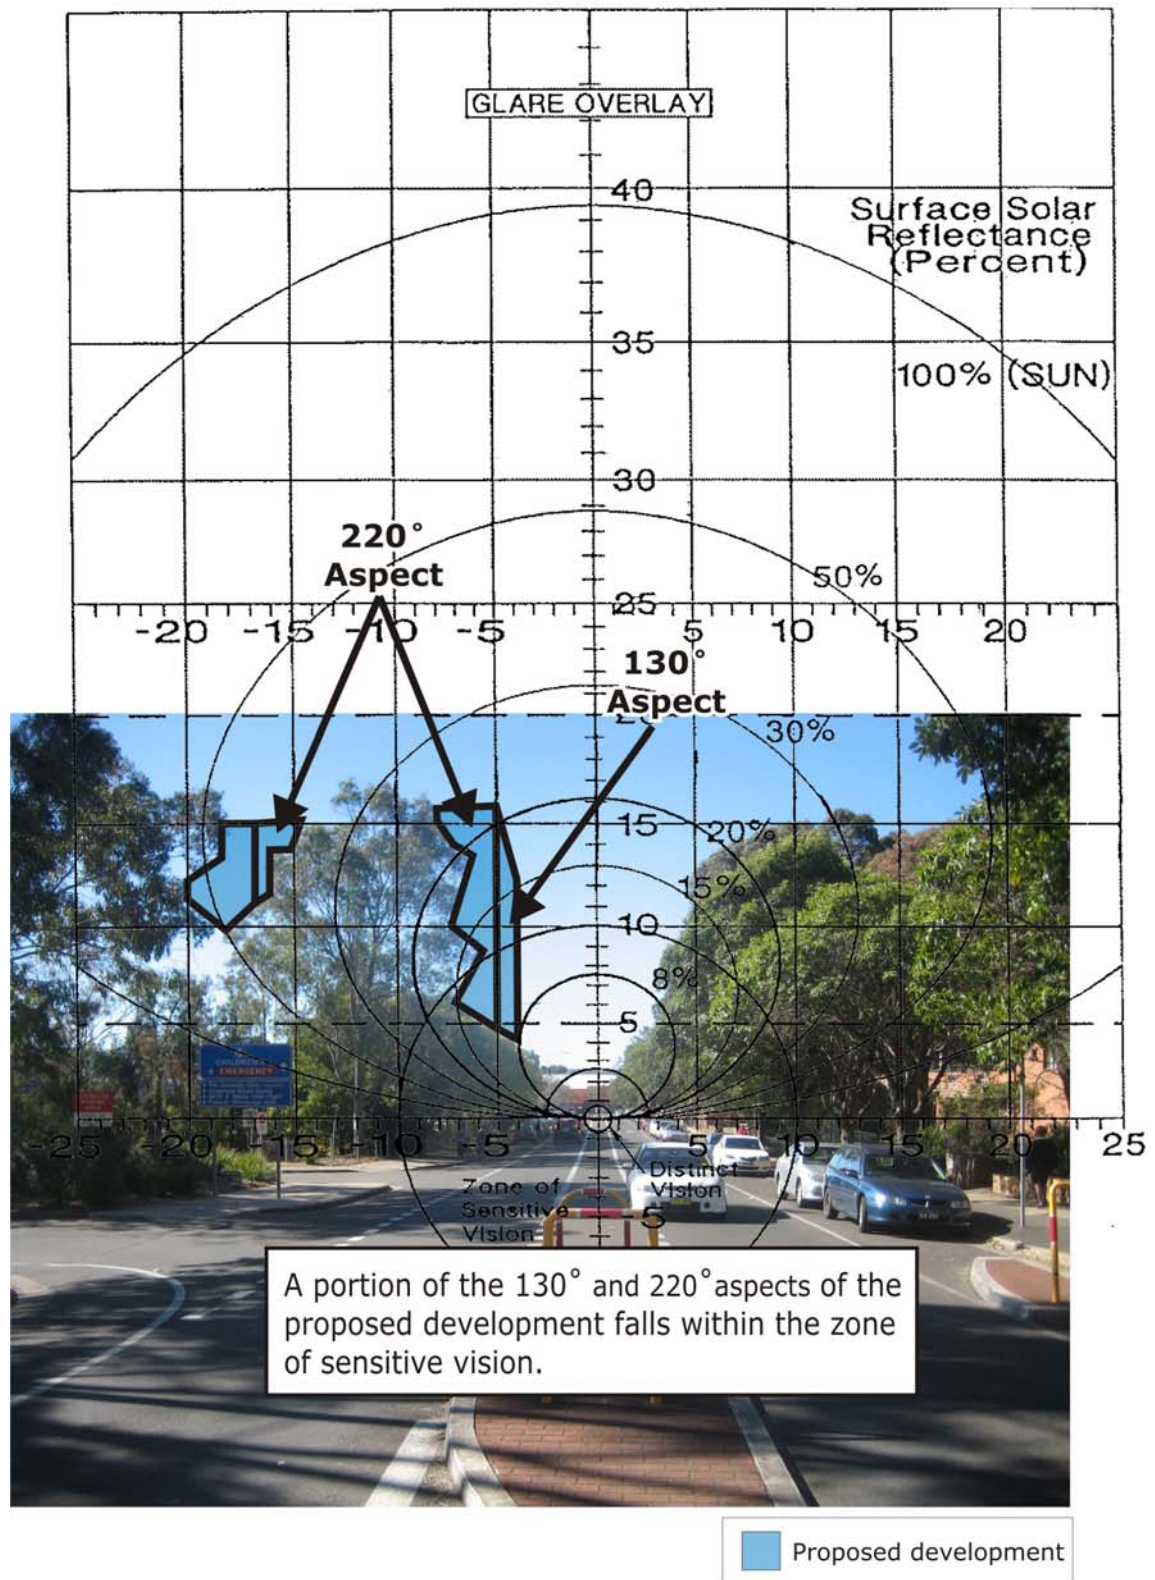 GLARE OVERLAY
40
Surface Solar
Reflectance
(Percent)
35
100% (SUN)
30
220°
Aspect
50%
25
-20 -15 -10 -5 5 10 15 20
130°
Aspect
30%
15
20%
15%
10
8%
5
CHILDREN'S
& EMERGENCY
-25 -20 -15 -10 -5 5 10 15 20 25
Distinct
Vision
Zone of
Sensitive
Vision
5
A portion of the 130° and 220° aspects of the
proposed development falls within the zone
of sensitive vision.
Proposed development